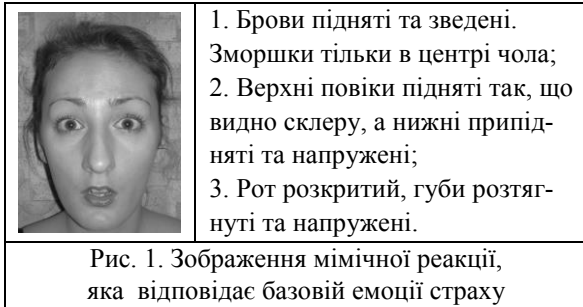 1. Брови підняті та зведені.
Зморшки тільки в центрі чола;
2. Верхні повіки підняті так, що
видно склеру, а нижні припід-
няті та напружені;
3. Рот розкритий, губи розтяг-
нуті та напружені.
Рис. 1. Зображення мімічної реакції,
яка відповідає базовій емоції страху